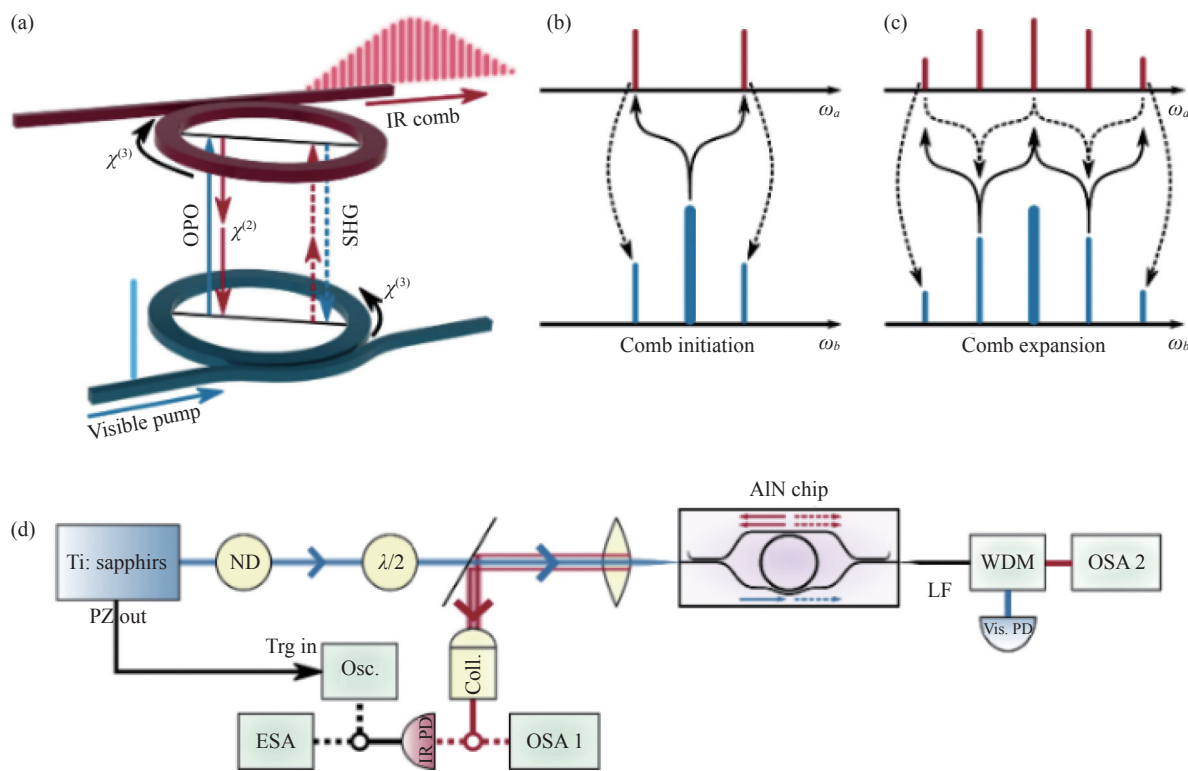 (a)
IR comb
χ(3)
OPO
χ(2)
SHG
χ(3)
Visible pump
(b)
ωa
Comb initiation
ωb
(c)
ωa
Comb expansion
ωb
(d)
AlN chip
Ti: sapphirs
ND
λ/2
PZ out
Trg in
Osc.
Coll.
ESA
IR PD
OSA 1
LF
WDM
OSA 2
Vis. PD